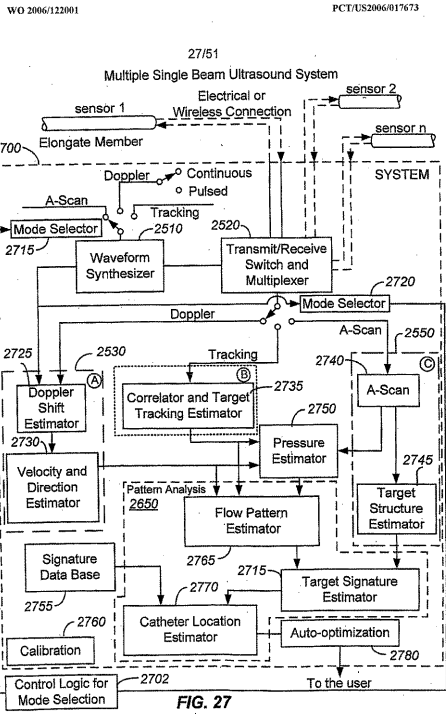 WO 2006/122001
PCT/US2006/017673
27/51
Multiple Single Beam Ultrasound System
sensor 1
Electrical or
Wireless Connection
sensor 2
sensor n
Elongate Member
700
Doppler
Continuous
Pulsed
SYSTEM
A-Scan
Tracking
Mode Selector
2715
2510
Waveform
Synthesizer
2520
Transmit/Receive
Switch and
Multiplexer
2720
Mode Selector
Doppler
A-Scan
2550
2725
2530
Tracking
2740
A
B
C
Doppler
Shift
Estimator
2735
Correlator and Target
Tracking Estimator
A-Scan
2730
2750
Velocity and
Direction
Estimator
Pressure
Estimator
2745
Pattern Analysis
2650
Flow Pattern
Estimator
Target
Structure
Estimator
Signature
Data Base
2765
2715
2755
2770
Target Signature
Estimator
2760
Catheter Location
Estimator
Calibration
Auto-optimization
2780
Control Logic for
Mode Selection
2702
To the user
FIG. 27